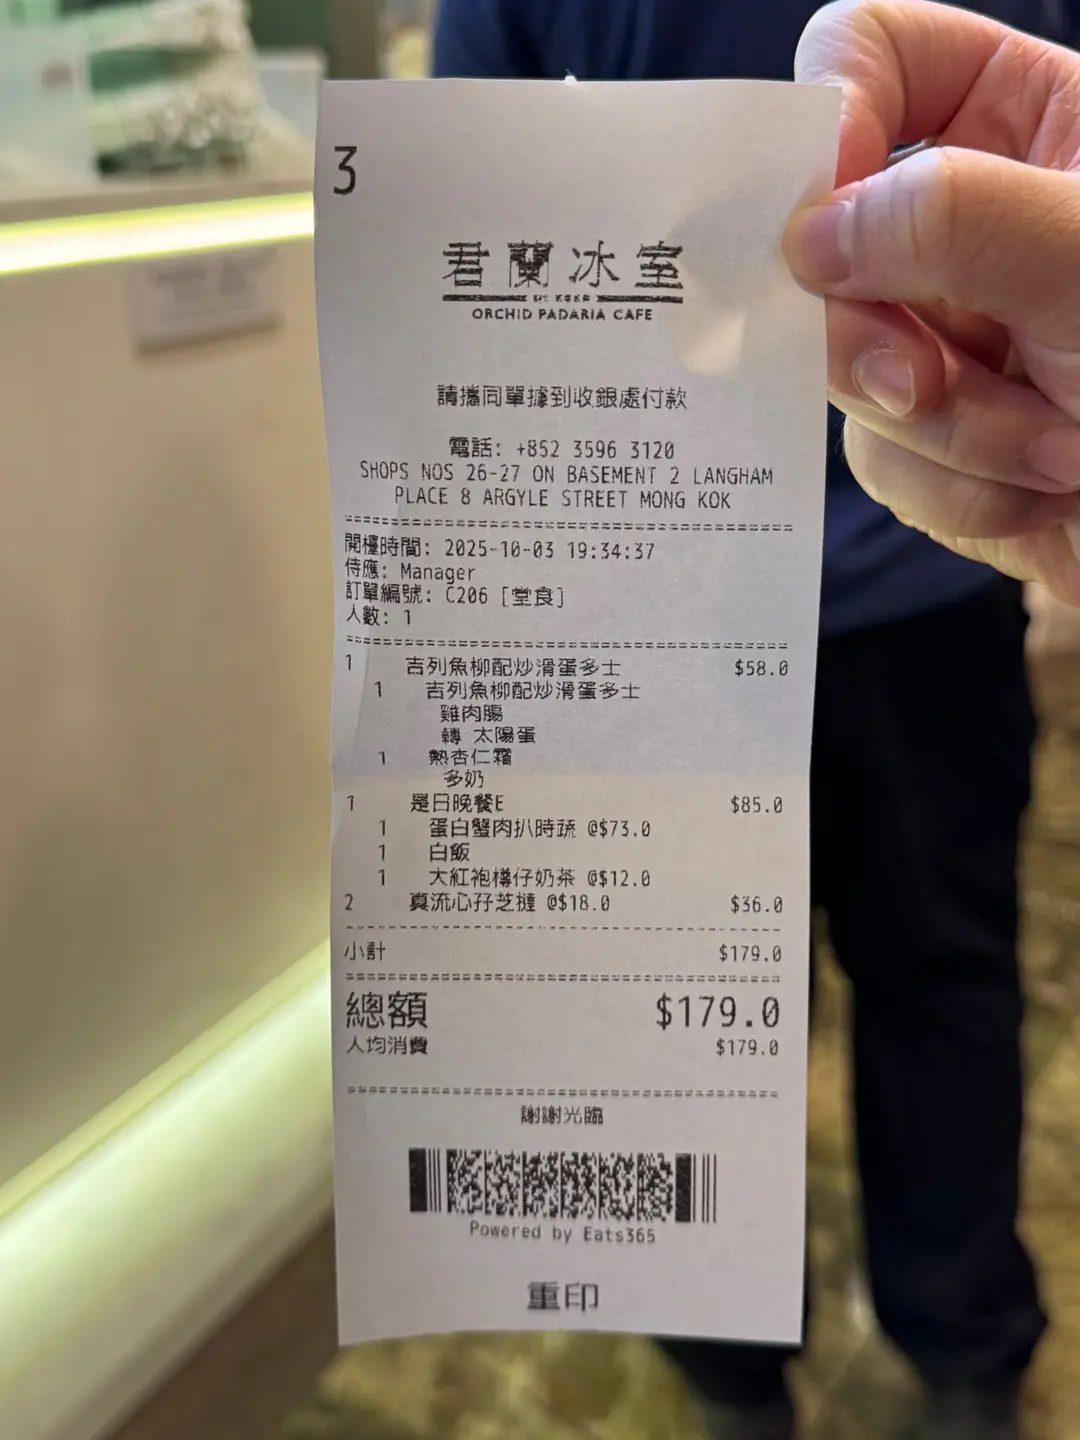 3
君蘭冰室
ORCHID PADARIA CAFE
請攜同單據到收銀處付款
電話: +852 3596 3120
SHOPS NOS 26-27 ON BASEMENT 2 LANGHAM
PLACE 8 ARGYLE STREET MONG KOK
開檯時間: 2025-10-03 19:34:37
侍應: Manager
訂單編號: C206 [堂食]
人數: 1
1 吉列魚柳配炒滑蛋多士 $58.0
1 吉列魚柳配炒滑蛋多士
雞肉腸
轉 太陽蛋
1 熱杏仁霜
多奶
1 是日晚餐E $85.0
1 蛋白蟹肉扒時蔬 @$73.0
1 白飯
1 大紅袍樽仔奶茶 @$12.0
2 真流心孖芝撻 @$18.0 $36.0
小計 $179.0
總額 $179.0
人均消費 $179.0
謝謝光臨
Powered by Eats365
重印